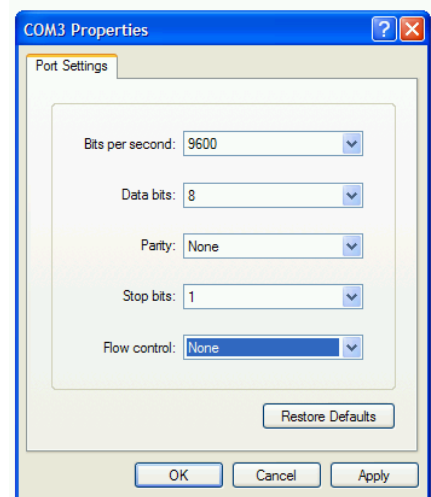 COM3 Properties
Port Settings
Bits per second: 9600
Data bits: 8
Parity: None
Stop bits: 1
Flow control: None
Restore Defaults
OK Cancel Apply